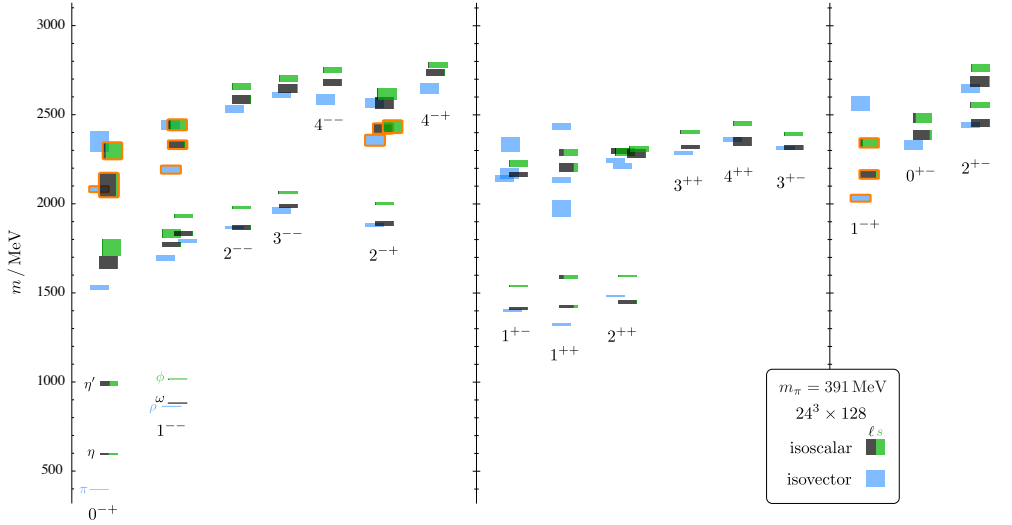 3000
2500
2000
1500
1000
500
m / MeV
π
η
η′
0⁻⁺
ρ
ω
ϕ
1⁻⁻
2⁻⁻
3⁻⁻
4⁻⁻
2⁻⁺
4⁻⁺
1⁺⁻
1⁺⁺
2⁺⁺
3⁺⁺
4⁺⁺
3⁺⁻
1⁻⁺
0⁺⁻
2⁺⁻
mπ = 391 MeV
24³ × 128
ℓ s
isoscalar
isovector